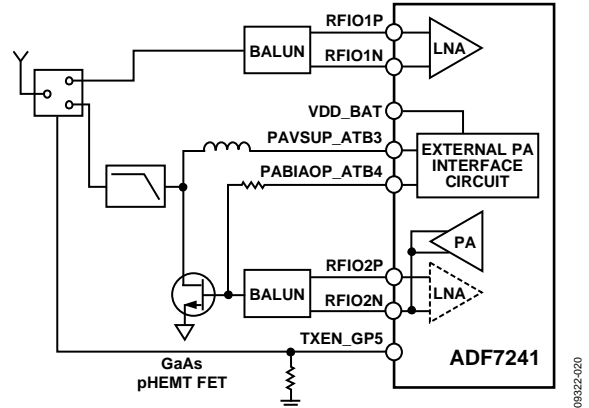 RFIO1P
BALUN
LNA
RFIO1N
VDD_BAT
PAVSUP_ATB3
EXTERNAL PA
INTERFACE
CIRCUIT
PABIAOP_ATB4
PA
RFIO2P
BALUN
LNA
RFIO2N
TXEN_GP5
ADF7241
GaAs
pHEMT FET
09322-020